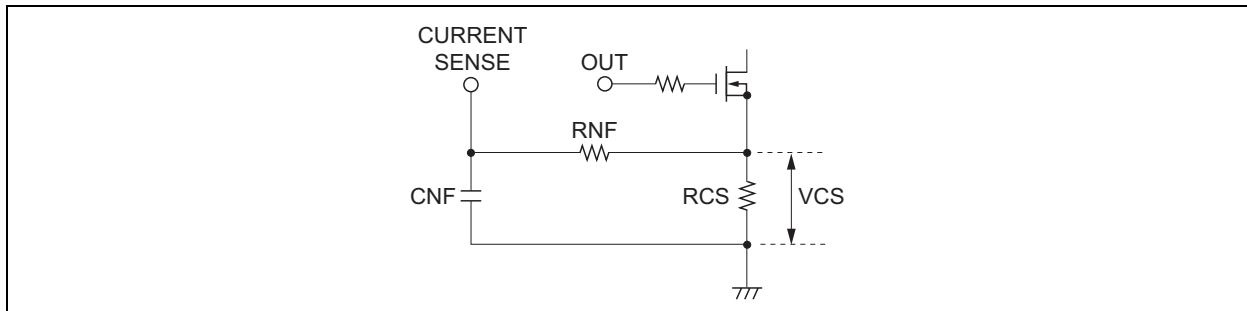 CURRENT
SENSE
OUT
RNF
CNF
RCS
VCS